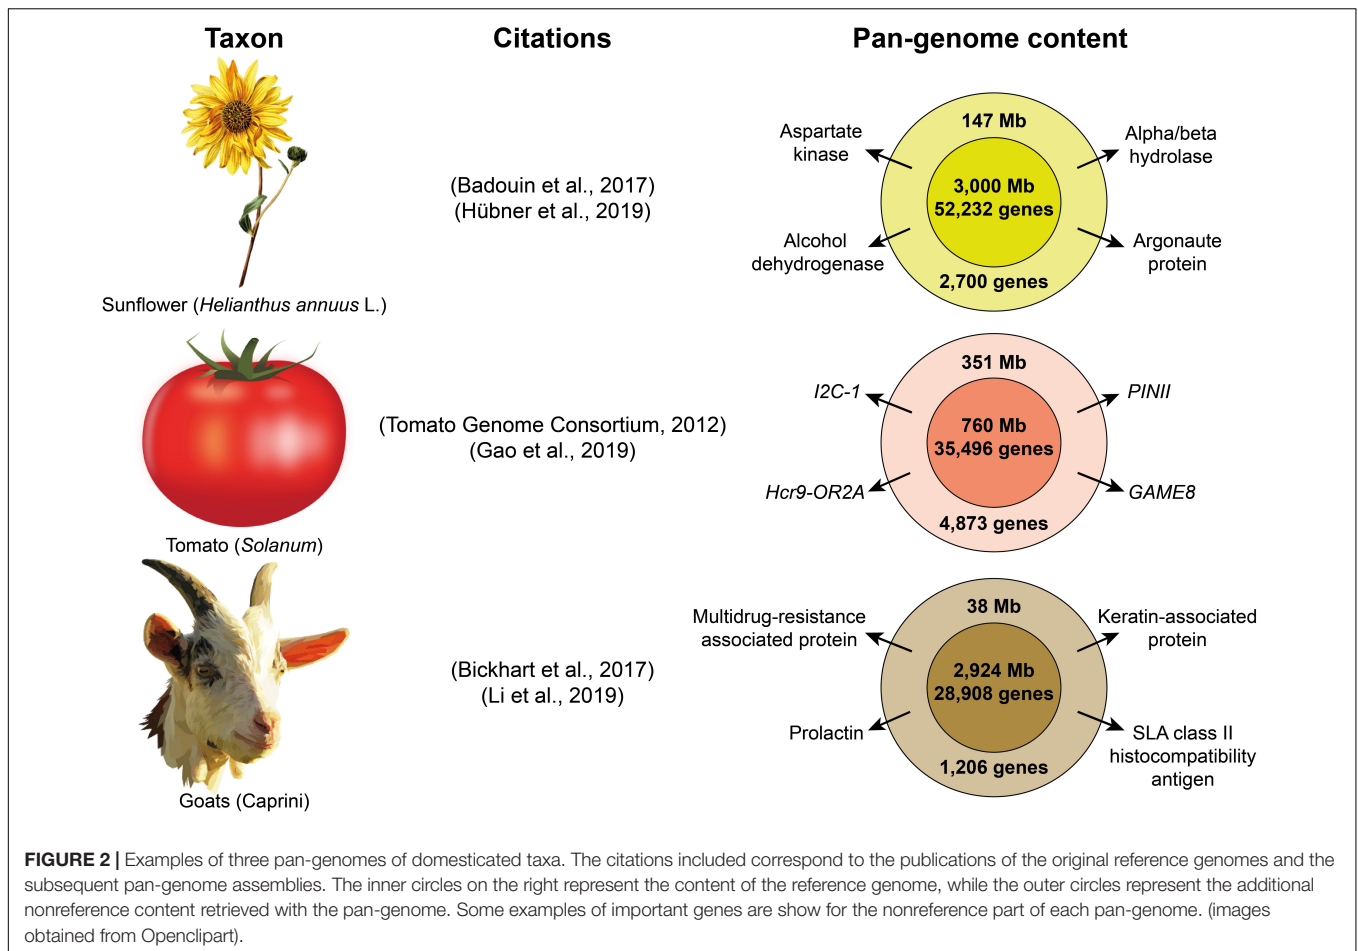 Taxon
Citations
Pan-genome content
147 Mb
Aspartate
kinase
Alpha/beta
hydrolase
(Badouin et al., 2017)
(Hübner et al., 2019)
3,000 Mb
52,232 genes
Alcohol
dehydrogenase
Argonaute
protein
2,700 genes
Sunflower (Helianthus annuus L.)
351 Mb
I2C-1
PINII
(Tomato Genome Consortium, 2012)
(Gao et al., 2019)
760 Mb
35,496 genes
Hcr9-OR2A
GAME8
4,873 genes
Tomato (Solanum)
38 Mb
Multidrug-resistance
associated protein
Keratin-associated
protein
(Bickhart et al., 2017)
(Li et al., 2019)
2,924 Mb
28,908 genes
Prolactin
SLA class II
histocompatibility
antigen
1,206 genes
Goats (Caprini)
FIGURE 2 | Examples of three pan-genomes of domesticated taxa. The citations included correspond to the publications of the original reference genomes and the
subsequent pan-genome assemblies. The inner circles on the right represent the content of the reference genome, while the outer circles represent the additional
nonreference content retrieved with the pan-genome. Some examples of important genes are show for the nonreference part of each pan-genome. (images
obtained from Openclipart).